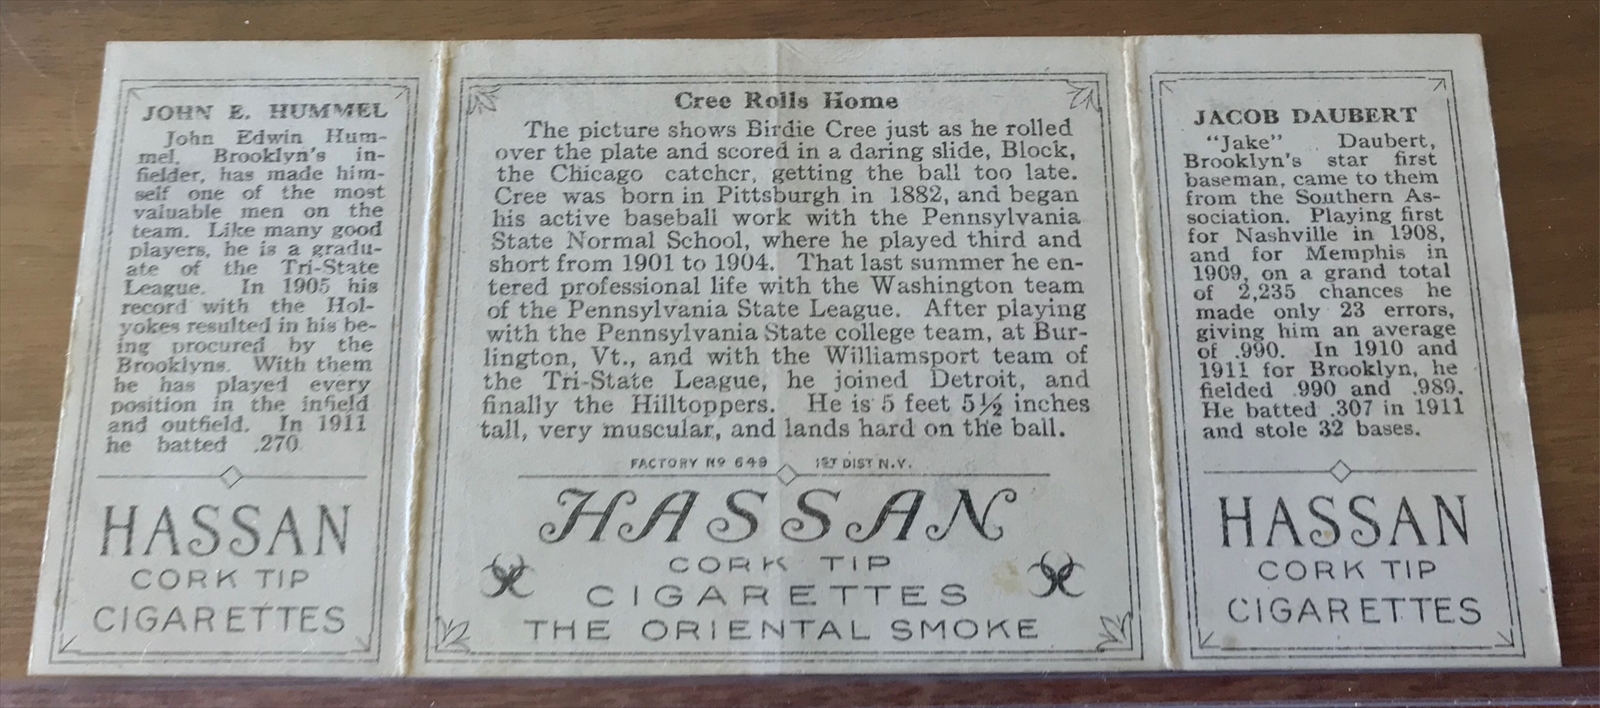 JOHN E. HUMMEL
John Edwin Hum-
mel, Brooklyn's in-
fielder, has made him-
self one of the most
valuable men on the
team. Like many good
players, he is a gradu-
ate of the Tri-State
League. In 1905 his
record with the Hol-
yokes resulted in his be-
ing procured by the
Brooklyns. With them
he has played every
position in the infield
and outfield. In 1911
he batted .270.
HASSAN
CORK TIP
CIGARETTES
Cree Rolls Home
The picture shows Birdie Cree just as he rolled
over the plate and scored in a daring slide, Block,
the Chicago catcher, getting the ball too late.
Cree was born in Pittsburgh in 1882, and began
his active baseball work with the Pennsylvania
State Normal School, where he played third and
short from 1901 to 1904. That last summer he en-
tered professional life with the Washington team
of the Pennsylvania State League. After playing
with the Pennsylvania State college team, at Bur-
lington, Vt., and with the Williamsport team of
the Tri-State League, he joined Detroit, and
finally the Hilltoppers. He is 5 feet 5½ inches
tall, very muscular, and lands hard on the ball.
FACTORY Nº 649 1ST DIST N.Y.
HASSAN
CORK TIP
CIGARETTES
THE ORIENTAL SMOKE
JACOB DAUBERT
"Jake" Daubert,
Brooklyn's star first
baseman, came to them
from the Southern As-
sociation. Playing first
for Nashville in 1908,
and for Memphis in
1909, on a grand total
of 2,235 chances he
made only 23 errors,
giving him an average
of .990. In 1910 and
1911 for Brooklyn, he
fielded .990 and .989.
He batted .307 in 1911
and stole 32 bases.
HASSAN
CORK TIP
CIGARETTES